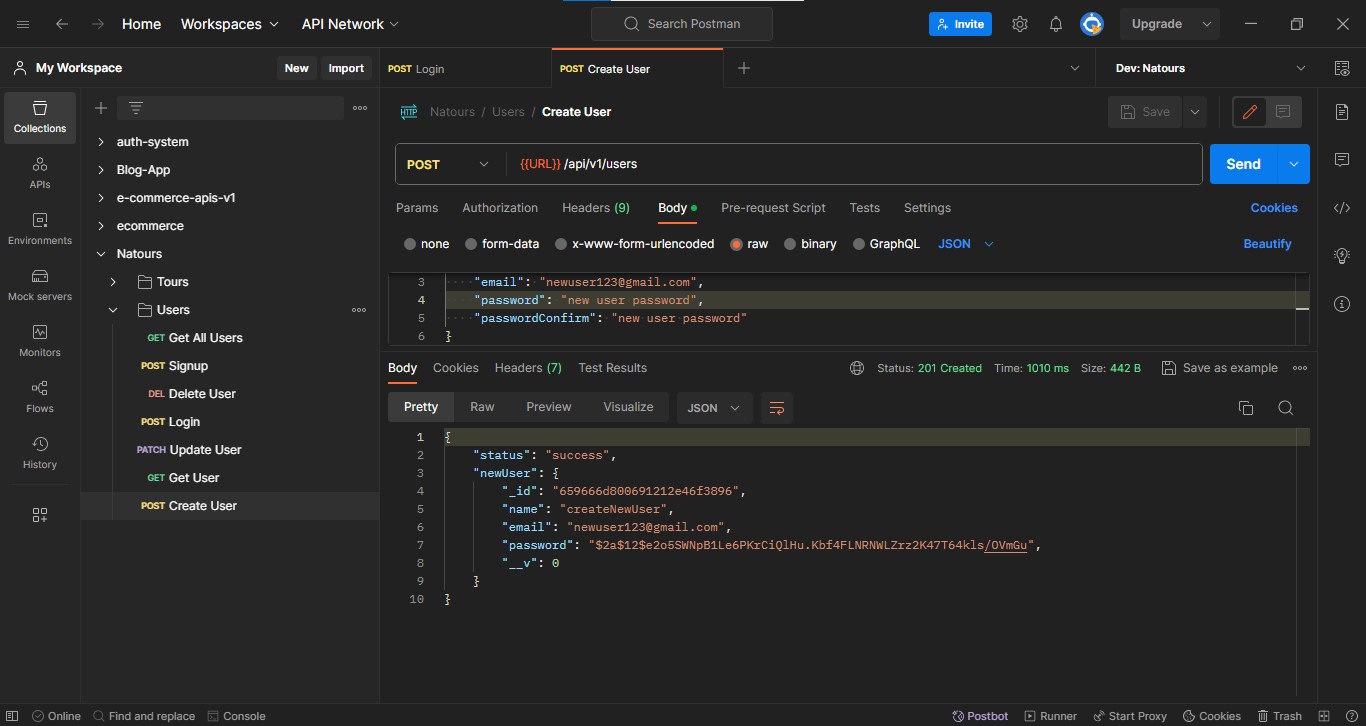 Home Workspaces API Network Search Postman Invite Upgrade
My Workspace New Import POST Login POST Create User Dev: Natours
Collections
APIs
Environments
Mock servers
Monitors
Flows
History
auth-system
Blog-App
e-commerce-apis-v1
ecommerce
Natours
Tours
Users
GET Get All Users
POST Signup
DEL Delete User
POST Login
PATCH Update User
GET Get User
POST Create User
HTTP Natours / Users / Create User Save
POST {{URL}} /api/v1/users Send
Params Authorization Headers (9) Body Pre-request Script Tests Settings Cookies
none form-data x-www-form-urlencoded raw binary GraphQL JSON Beautify
3 "email": "newuser123@gmail.com",
4 "password": "new user password",
5 "passwordConfirm": "new user password"
6 }
Body Cookies Headers (7) Test Results Status: 201 Created Time: 1010 ms Size: 442 B Save as example
Pretty Raw Preview Visualize JSON
1 {
2 "status": "success",
3 "newUser": {
4 "_id": "659666d800691212e46f3896",
5 "name": "createNewUser",
6 "email": "newuser123@gmail.com",
7 "password": "$2a$12$e2o5SWNpB1Le6PKrCiQlHu.Kbf4FLNRNWLZrz2K47T64kls/OVmGu",
8 "__v": 0
9 }
10 }
Online Find and replace Console Postbot Runner Start Proxy Cookies Trash